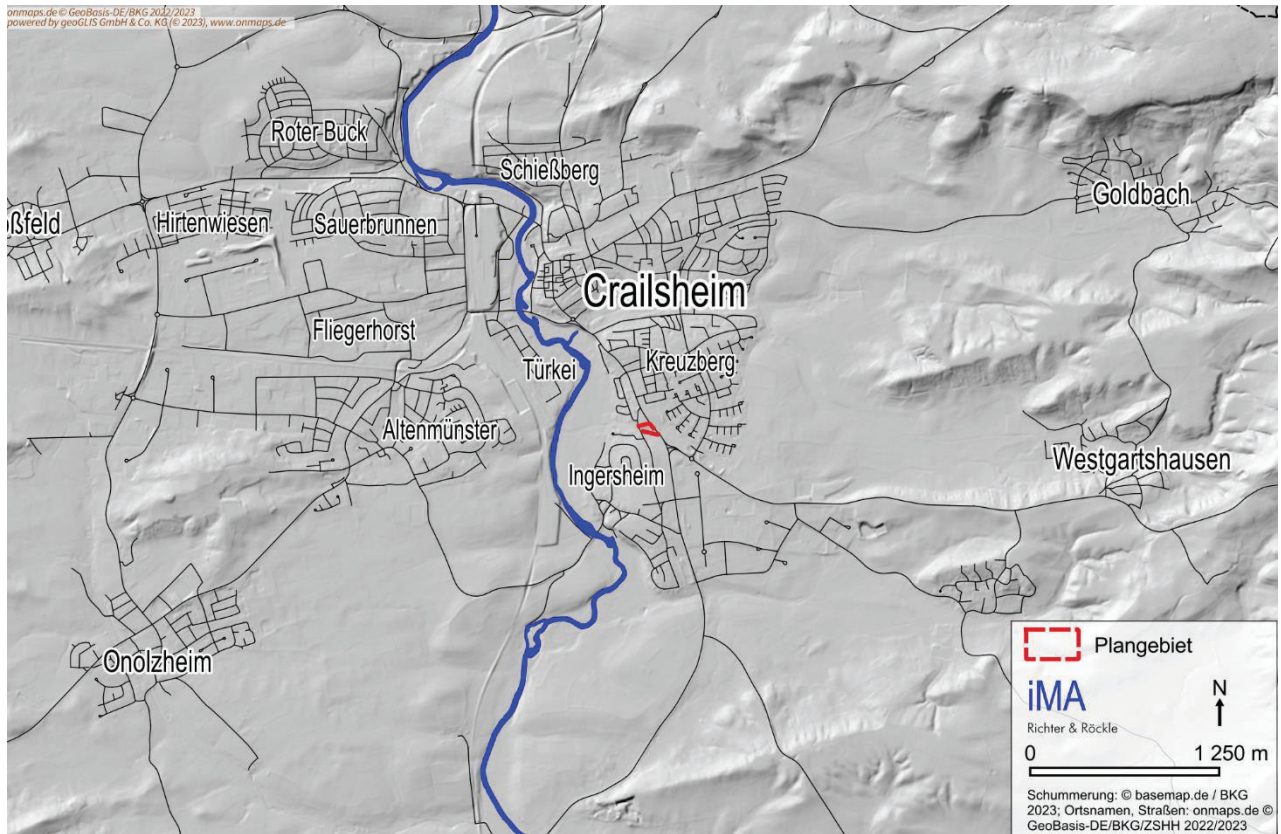 onmaps.de © GeoBasis-DE/BKG 2022/2023
powered by geoGLIS GmbH & Co. KG (© 2023), www.onmaps.de
Roter Buck
Schießberg
Goldbach
oßfeld
Hirtenwiesen
Sauerbrunnen
Crailsheim
Fliegerhorst
Türkei
Kreuzberg
Altenmünster
Westgartshausen
Ingersheim
Onolzheim
Plangebiet
iMA
Richter & Röckle
N
0 1 250 m
Schummerung: © basemap.de / BKG
2023; Ortsnamen, Straßen: onmaps.de ©
GeoBasis-DE/BKG/ZSHH 2022/2023